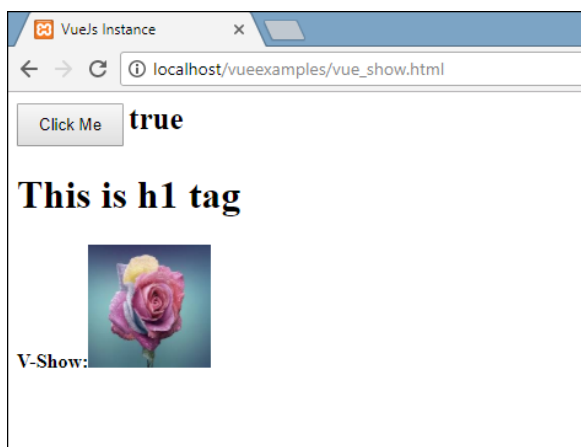 VueJs Instance
localhost/vueexamples/vue_show.html
Click Me true
This is h1 tag
V-Show: